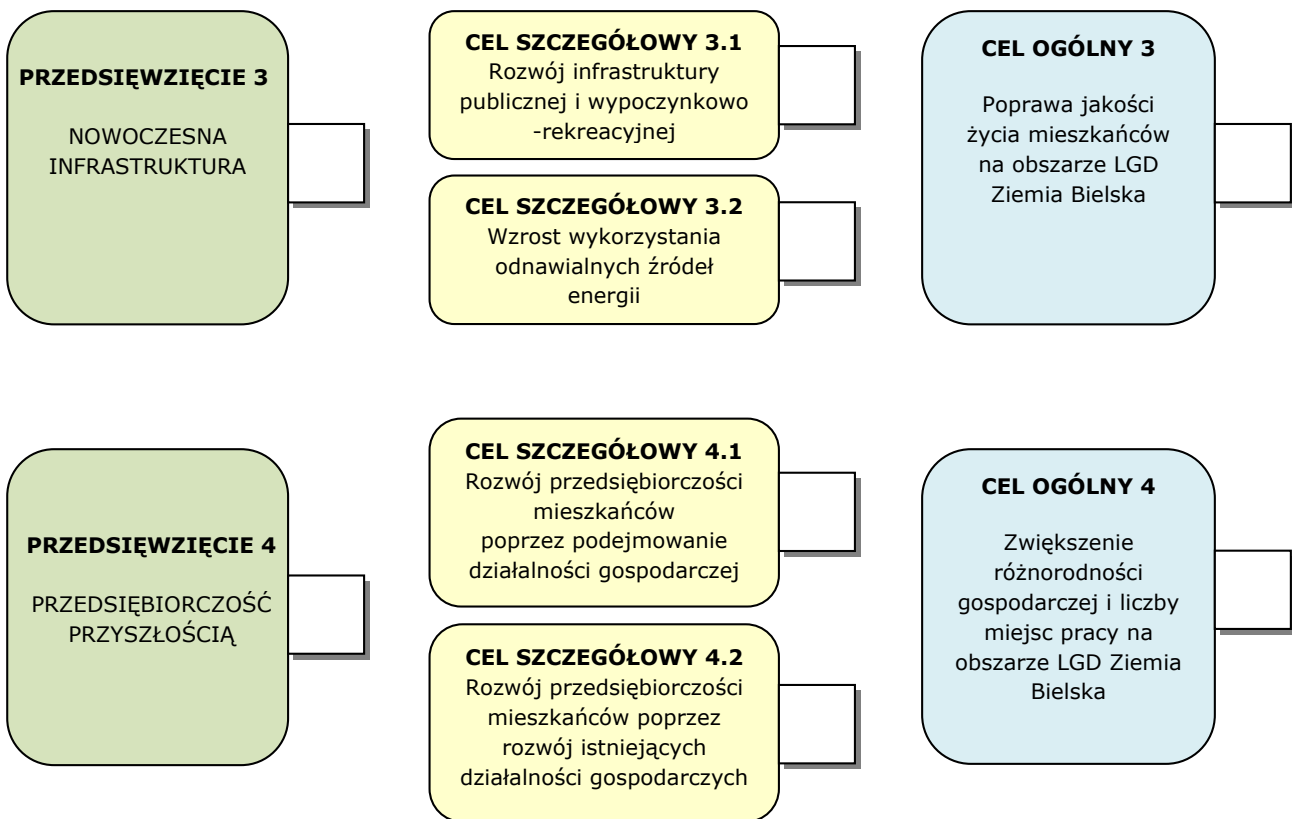 PRZEDSIĘWZIĘCIE 3
NOWOCZESNA
INFRASTRUKTURA
CEL SZCZEGÓŁOWY 3.1
Rozwój infrastruktury
publicznej i wypoczynkowo
-rekreacyjnej
CEL SZCZEGÓŁOWY 3.2
Wzrost wykorzystania
odnawialnych źródeł
energii
CEL OGÓLNY 3
Poprawa jakości
życia mieszkańców
na obszarze LGD
Ziemia Bielska
PRZEDSIĘWZIĘCIE 4
PRZEDSIĘBIORCZOŚĆ
PRZYSZŁOŚCIĄ
CEL SZCZEGÓŁOWY 4.1
Rozwój przedsiębiorczości
mieszkańców
poprzez podejmowanie
działalności gospodarczej
CEL SZCZEGÓŁOWY 4.2
Rozwój przedsiębiorczości
mieszkańców poprzez
rozwój istniejących
działalności gospodarczych
CEL OGÓLNY 4
Zwiększenie
różnorodności
gospodarczej i liczby
miejsc pracy na
obszarze LGD Ziemia
Bielska